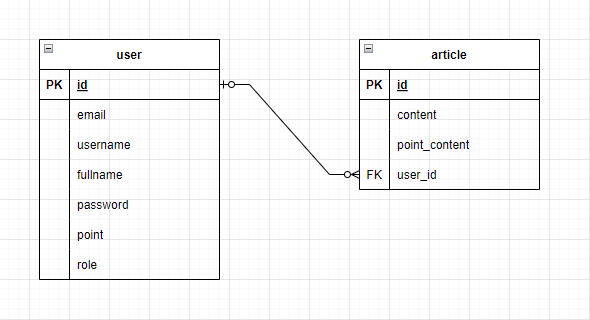 user
PK id
email
username
fullname
password
point
role
article
PK id
content
point_content
FK user_id